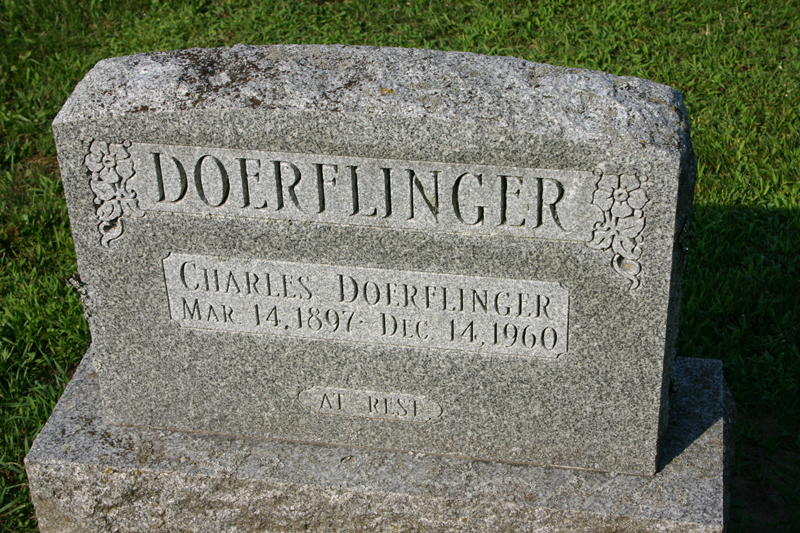 DOERFLINGER
CHARLES DOERFLINGER
MAR. 14, 1897 - DEC. 14, 1960
AT REST